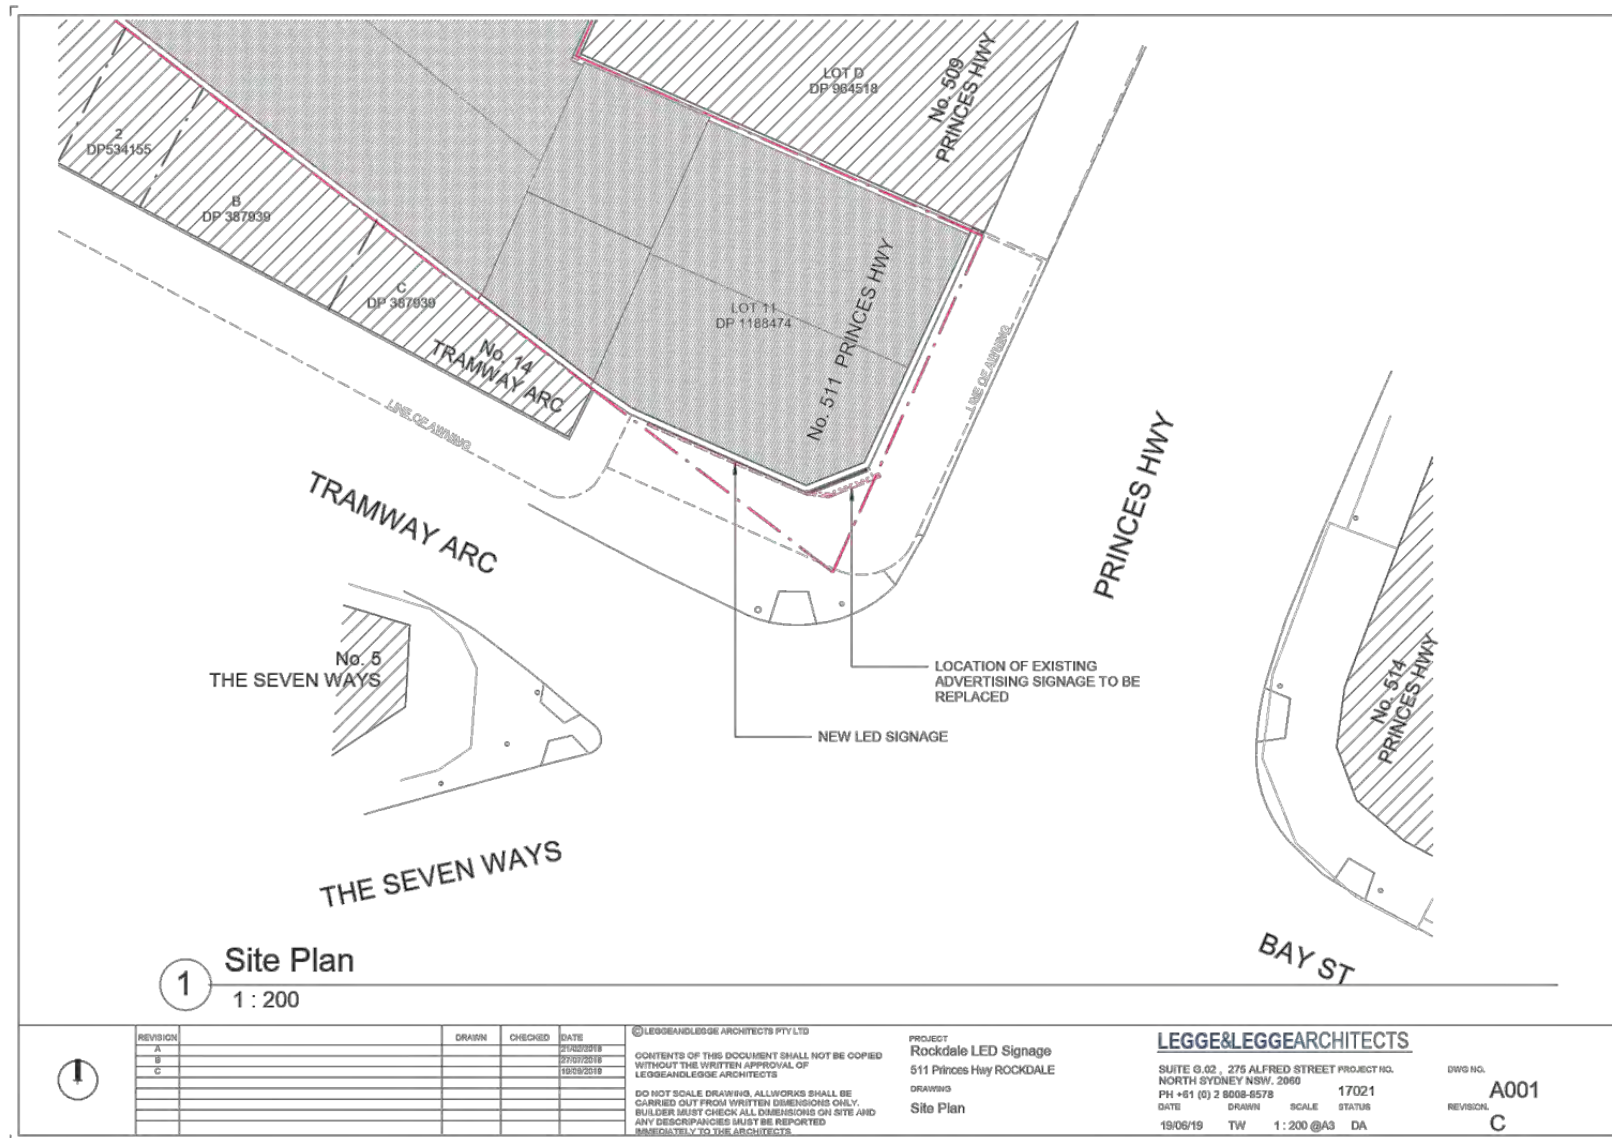 LOT D
DP 964518
No. 509
PRINCES HWY
2
DP534155
B
DP 387939
C
DP 387939
No. 14
TRAMWAY ARC
LOT 11
DP 1188474
No. 511 PRINCES HWY
LINE OF AWNING
LINE OF AWNING
TRAMWAY ARC
PRINCES HWY
No. 5
THE SEVEN WAYS
No. 514
PRINCES HWY
LOCATION OF EXISTING
ADVERTISING SIGNAGE TO BE
REPLACED
NEW LED SIGNAGE
THE SEVEN WAYS
BAY ST
1
Site Plan
1 : 200
REVISION
DRAWN
CHECKED
DATE
A
B
C
©LEGGEANDLEGGE ARCHITECTS PTY LTD
CONTENTS OF THIS DOCUMENT SHALL NOT BE COPIED
WITHOUT THE WRITTEN APPROVAL OF
LEGGEANDLEGGE ARCHITECTS
DO NOT SCALE DRAWING, ALLWORKS SHALL BE
CARRIED OUT FROM WRITTEN DIMENSIONS ONLY.
BUILDER MUST CHECK ALL DIMENSIONS ON SITE AND
ANY DESCRIPANCIES MUST BE REPORTED
IMMEDIATELY TO THE ARCHITECTS
PROJECT
Rockdale LED Signage
511 Princes Hwy ROCKDALE
DRAWING
Site Plan
LEGGE&LEGGEARCHITECTS
SUITE G.02 , 275 ALFRED STREET
NORTH SYDNEY NSW. 2060
PH +61 (0) 2 8008-8578
PROJECT NO.
17021
DWG NO.
A001
DATE
DRAWN
SCALE
STATUS
REVISION.
19/06/19
TW
1 : 200 @A3
DA
C